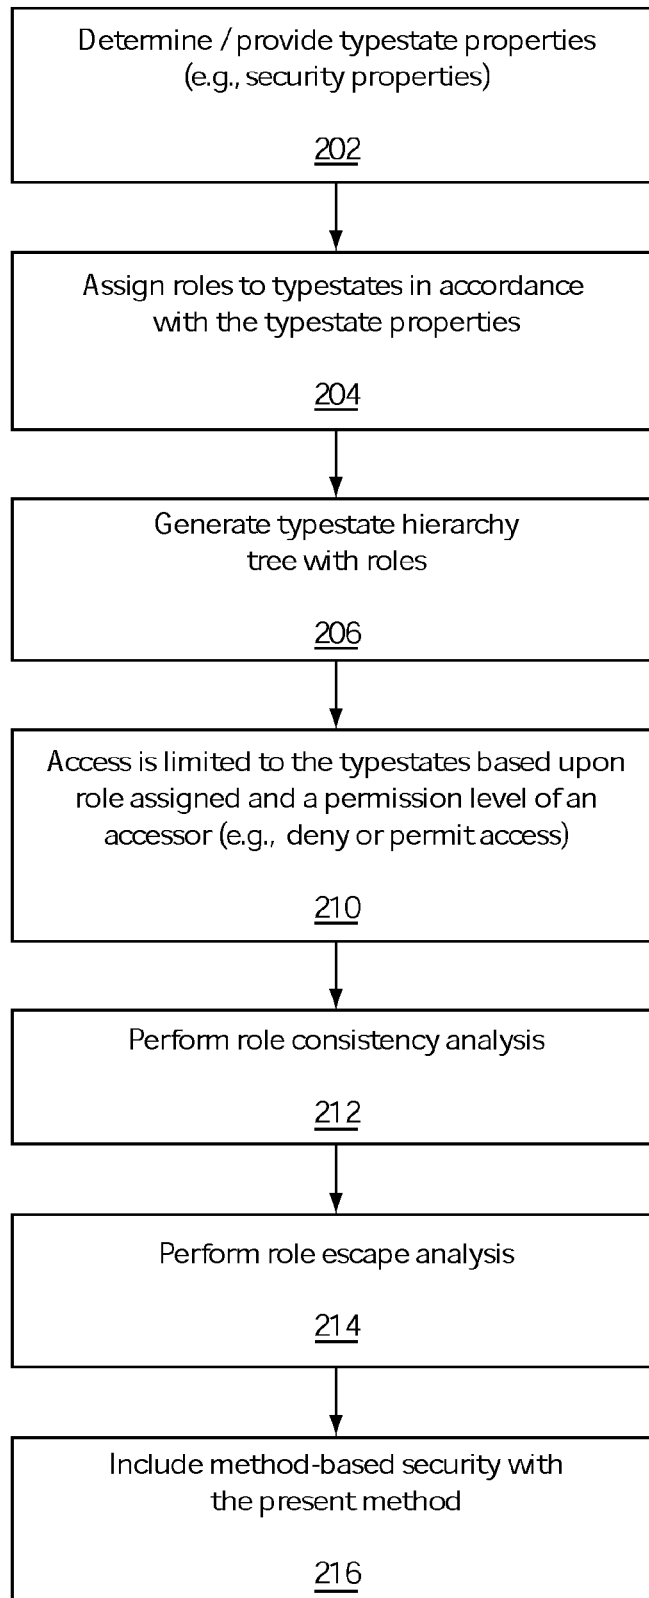 Determine / provide typestate properties
(e.g., security properties)
202
Assign roles to typestates in accordance
with the typestate properties
204
Generate typestate hierarchy
tree with roles
206
Access is limited to the typestates based upon
role assigned and a permission level of an
accessor (e.g., deny or permit access)
210
Perform role consistency analysis
212
Perform role escape analysis
214
Include method-based security with
the present method
216